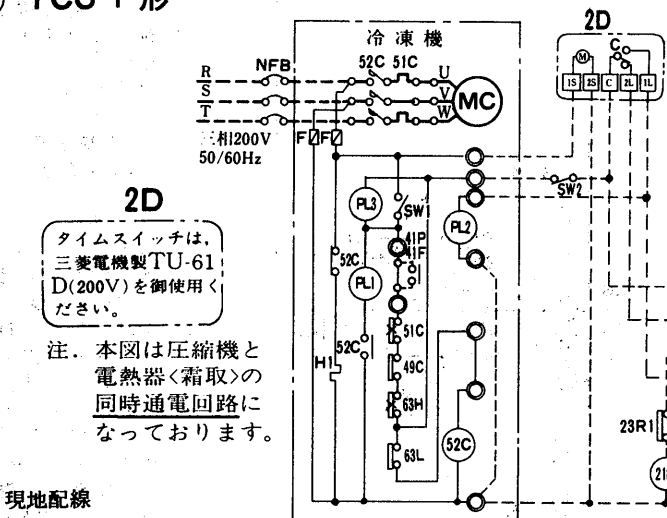 YCU-1形
2D
冷凍機
NFB
52C 51C
R
S
T
U
V
W
MC
三相200V
50/60Hz
F F
M
C
1S 2S C 2L 1L
SW2
2D
タイムスイッチは,
三菱電機製TU-61
D(200V)を御使用く
ださい。
PL3
SW1
PL2
41P
41F
52C
PL1
51C
52C
49C
H1
63H
63L
52C
23R1
21
注. 本図は圧縮機と
電熱器<霜取>の
同時通電回路に
なっております。
現地配線